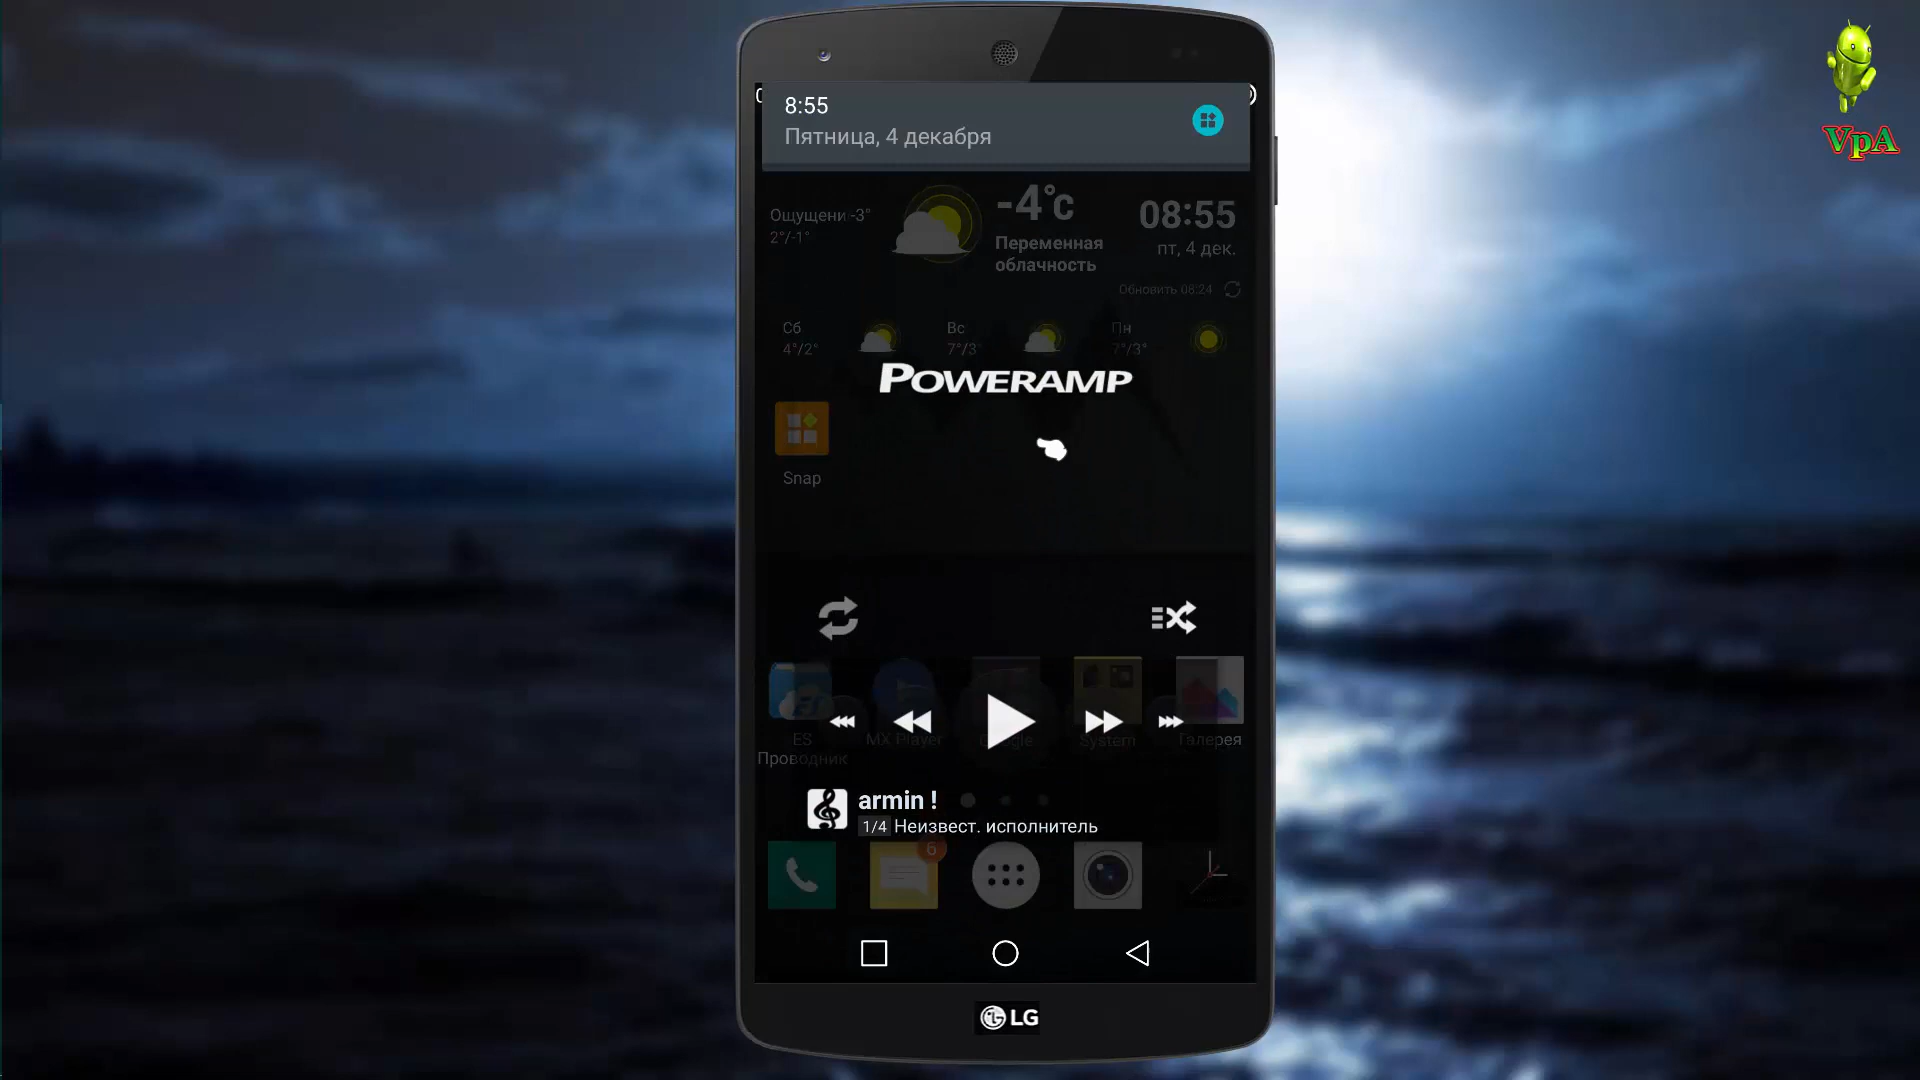 VpA
8:55
Пятница, 4 декабря
Ощущени -3°
2°/-1°
-4°c
Переменная
облачность
08:55
пт, 4 дек.
Обновить 08:24
Сб
4°/2°
Вс
7°/3°
Пн
7°/3°
POWERAMP
Snap
ES
Проводник
MX Player
Google
System
Галерея
armin !
1/4 Неизвест. исполнитель
6
LG